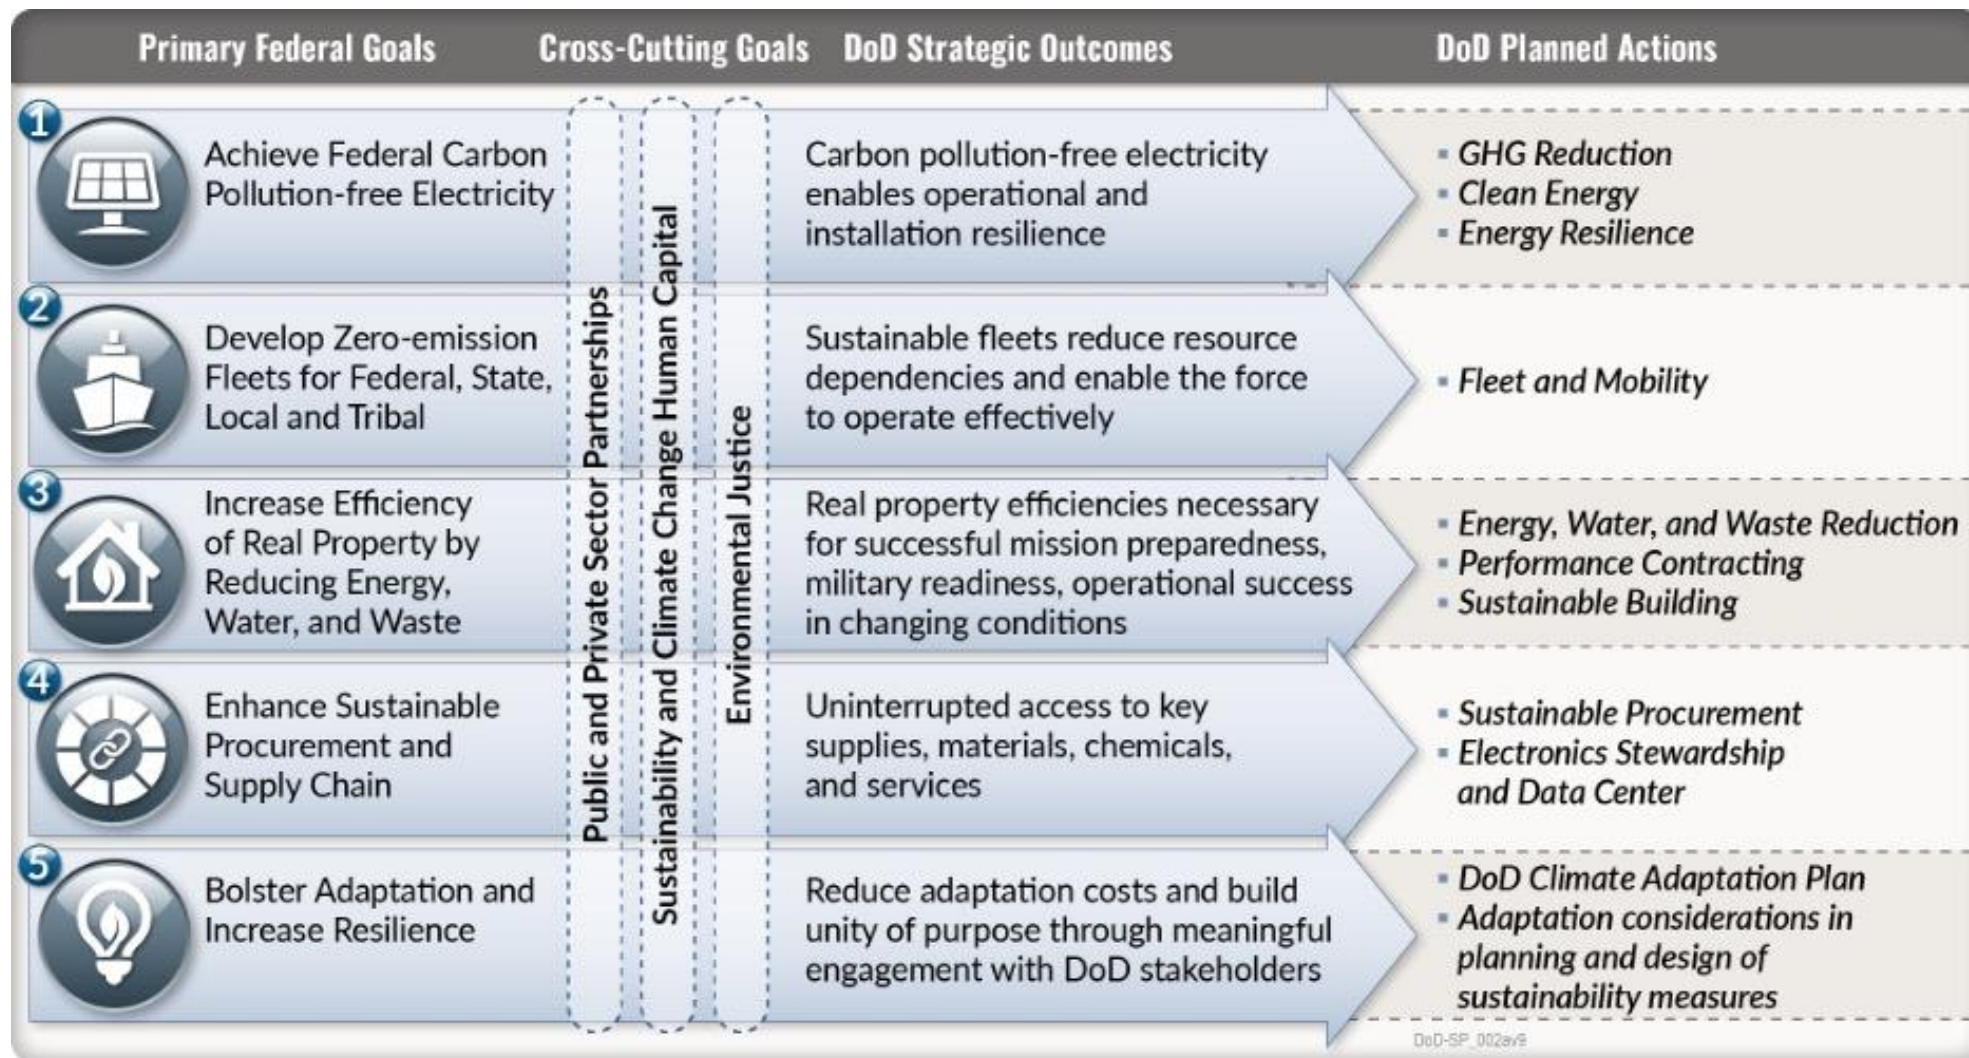 Primary Federal Goals
Cross-Cutting Goals
DoD Strategic Outcomes
DoD Planned Actions
1
Achieve Federal Carbon
Pollution-free Electricity
Carbon pollution-free electricity
enables operational and
installation resilience
GHG Reduction
Clean Energy
Energy Resilience
2
Develop Zero-emission
Fleets for Federal, State,
Local and Tribal
Sustainable fleets reduce resource
dependencies and enable the force
to operate effectively
Fleet and Mobility
3
Increase Efficiency
of Real Property by
Reducing Energy,
Water, and Waste
Real property efficiencies necessary
for successful mission preparedness,
military readiness, operational success
in changing conditions
Energy, Water, and Waste Reduction
Performance Contracting
Sustainable Building
4
Enhance Sustainable
Procurement and
Supply Chain
Uninterrupted access to key
supplies, materials, chemicals,
and services
Sustainable Procurement
Electronics Stewardship
and Data Center
5
Bolster Adaptation and
Increase Resilience
Reduce adaptation costs and build
unity of purpose through meaningful
engagement with DoD stakeholders
DoD Climate Adaptation Plan
Adaptation considerations in
planning and design of
sustainability measures
Public and Private Sector Partnerships
Sustainability and Climate Change Human Capital
Environmental Justice
DoD-SP_002av9